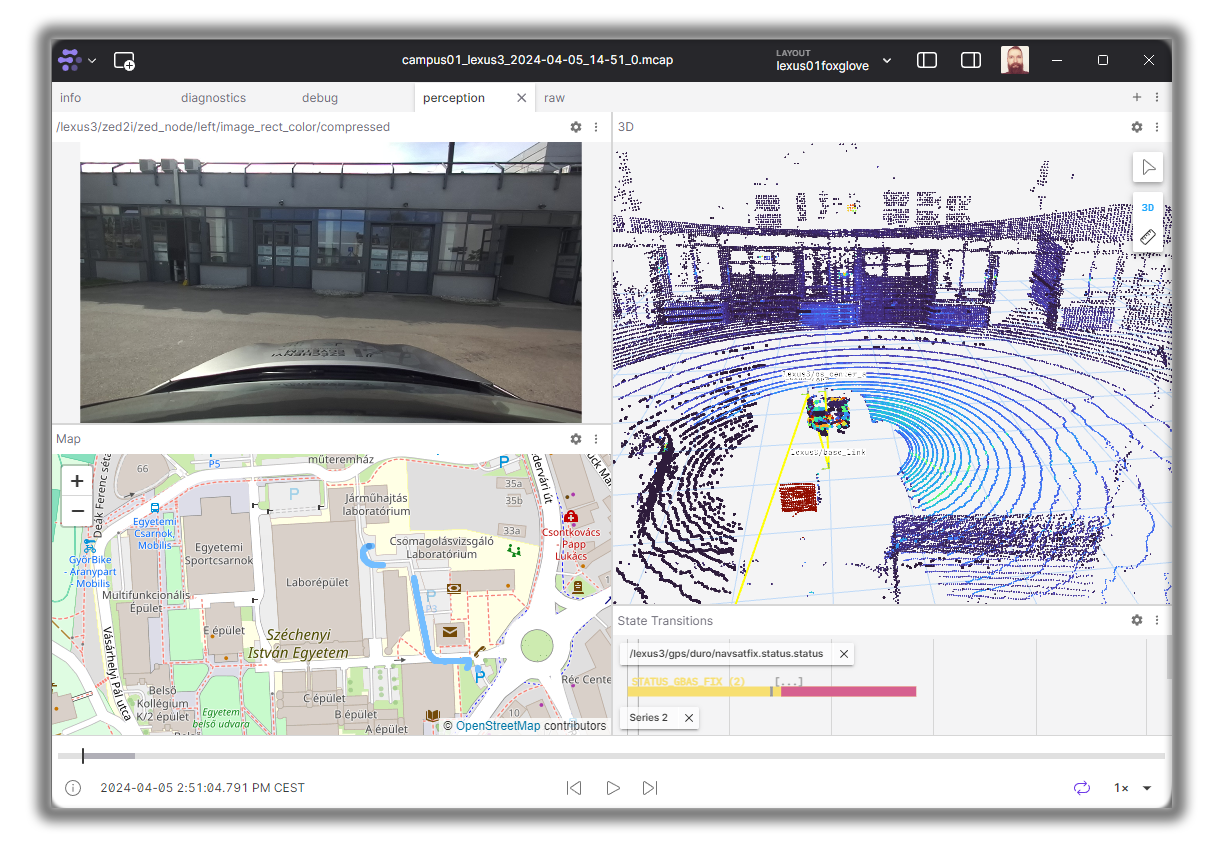 campus01_lexus3_2024-04-05_14-51_0.mcap
LAYOUT
lexus01foxglove
info
diagnostics
debug
perception
raw
/lexus3/zed2i/zed_node/left/image_rect_color/compressed
3D
3D
lexus3/os_center_
lexus3/base_link
Map
+
−
66
P5
műteremház
P
35a
35b
33a
Deák Ferenc
Egyetemi
Csarnok,
Mobilis
GyőrBike
- Aranypart
- Mobilis
Egyetemi
Sportcsarnok
Járműhajtás
laboratórium
Csomagolásvizsgáló
Laboratórium
Csontkovács
- Papp
Lukács
Laborépület
P
P3
Multifunkcionális
Épület
E épület
Széchenyi
István Egyetem
Vásárhelyi Pál utca
Belső
Kollégium
K/2 épület
Egyetem
belső udvara
C épület
B épület
A épület
P
10
Réc Cente
© OpenStreetMap contributors
State Transitions
/lexus3/gps/duro/navsatfix.status.status
STATUS_GBAS_FIX (2)
[...]
Series 2
2024-04-05 2:51:04.791 PM CEST
1×